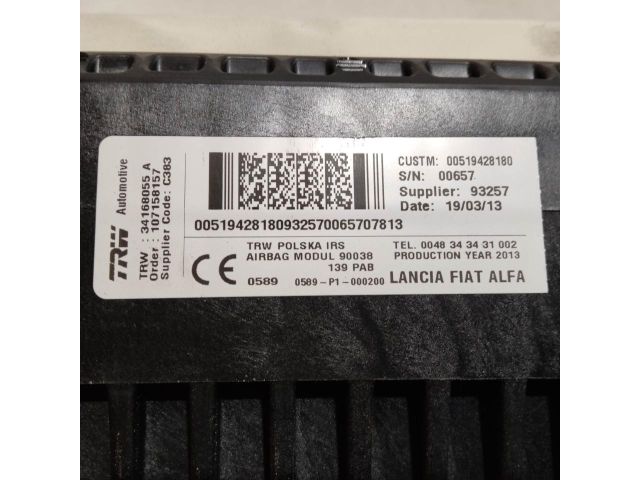 TRW Automotive
TRW : 34168055 A
Order : 107158157
Supplier Code: C383
CUSTM: 00519428180
S/N: 00657
Supplier: 93257
Date: 19/03/13
00519428180932570065707813
CE
0589
TRW POLSKA IRS
AIRBAG MODUL 90038
139 PAB
0589-P1-000200
TEL. 0048 34 34 31 002
PRODUCTION YEAR 2013
LANCIA FIAT ALFA